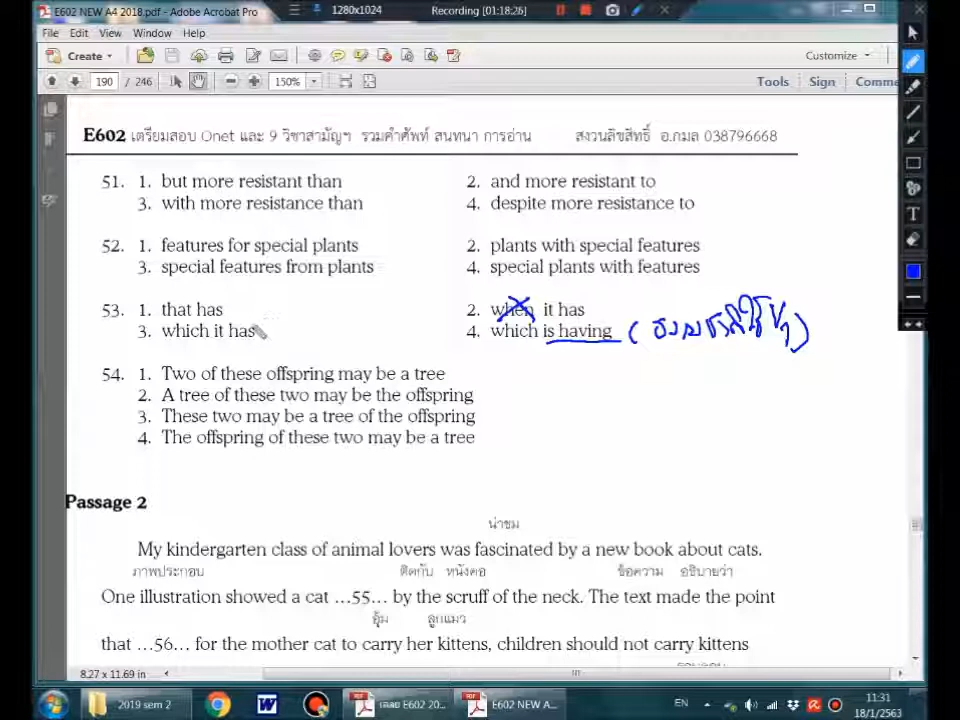 E602 NEW A4 2018.pdf - Adobe Acrobat Pro
1280x1024
Recording [01:18:26]
File Edit View Window Help
Create
Customize
190 / 246
150%
Tools Sign Comme
E602 เตรียมสอบ Onet และ 9 วิชาสามัญฯ รวมคำศัพท์ สนทนา การอ่าน สงวนลิขสิทธิ์ อ.กมล 038796668
51. 1. but more resistant than 2. and more resistant to
3. with more resistance than 4. despite more resistance to
52. 1. features for special plants 2. plants with special features
3. special features from plants 4. special plants with features
53. 1. that has 2. when it has
3. which it has 4. which is having
54. 1. Two of these offspring may be a tree
2. A tree of these two may be the offspring
3. These two may be a tree of the offspring
4. The offspring of these two may be a tree
Passage 2
น่าชม
My kindergarten class of animal lovers was fascinated by a new book about cats.
ภาพประกอบ ติดกับ หนังคอ ข้อความ อธิบายว่า
One illustration showed a cat …55… by the scruff of the neck. The text made the point
อุ้ม ลูกแมว
that …56… for the mother cat to carry her kittens, children should not carry kittens
8.27 x 11.69 in
2019 sem 2
เฉลย E602 20...
E602 NEW A...
EN
11:31
18/1/2563